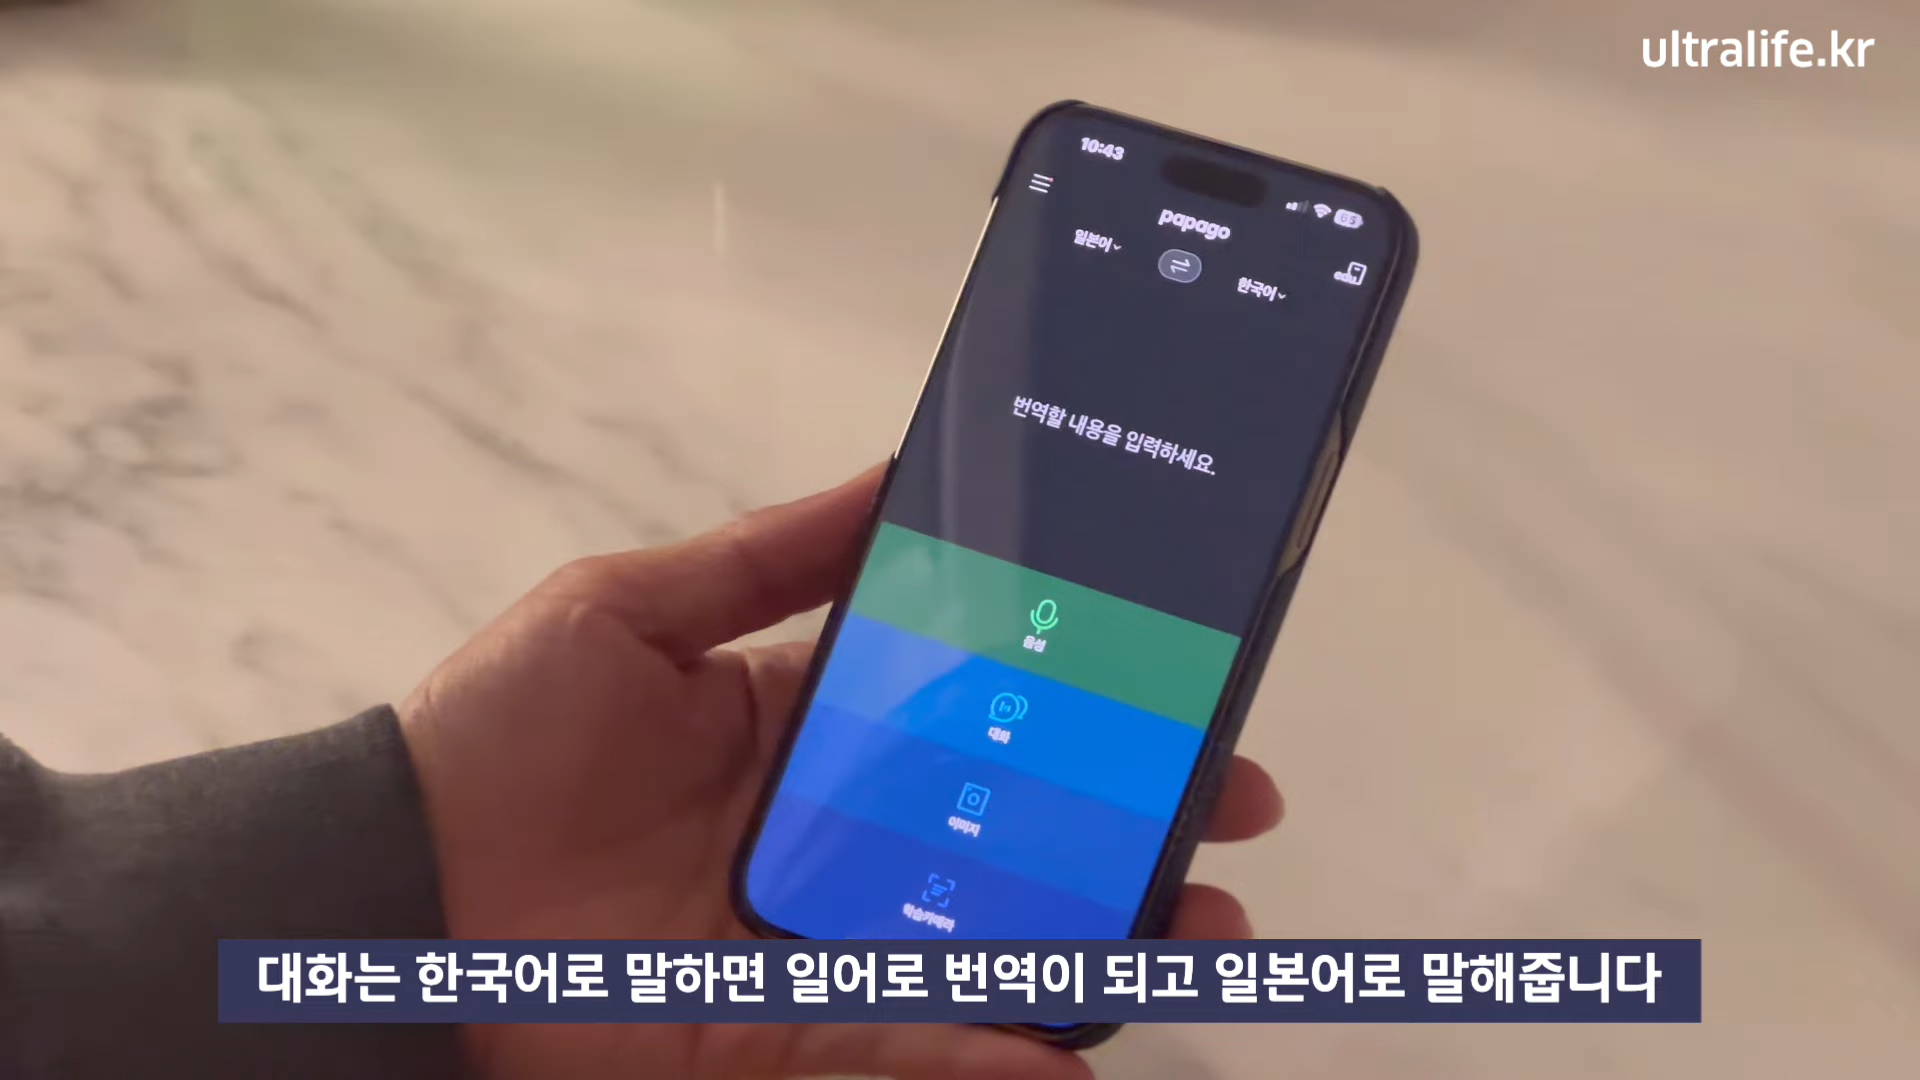 ultralife.kr
10:43
65
papago
일본어
한국어
edu
번역할 내용을 입력하세요.
음성
대화
이미지
학습카메라
대화는 한국어로 말하면 일어로 번역이 되고 일본어로 말해줍니다